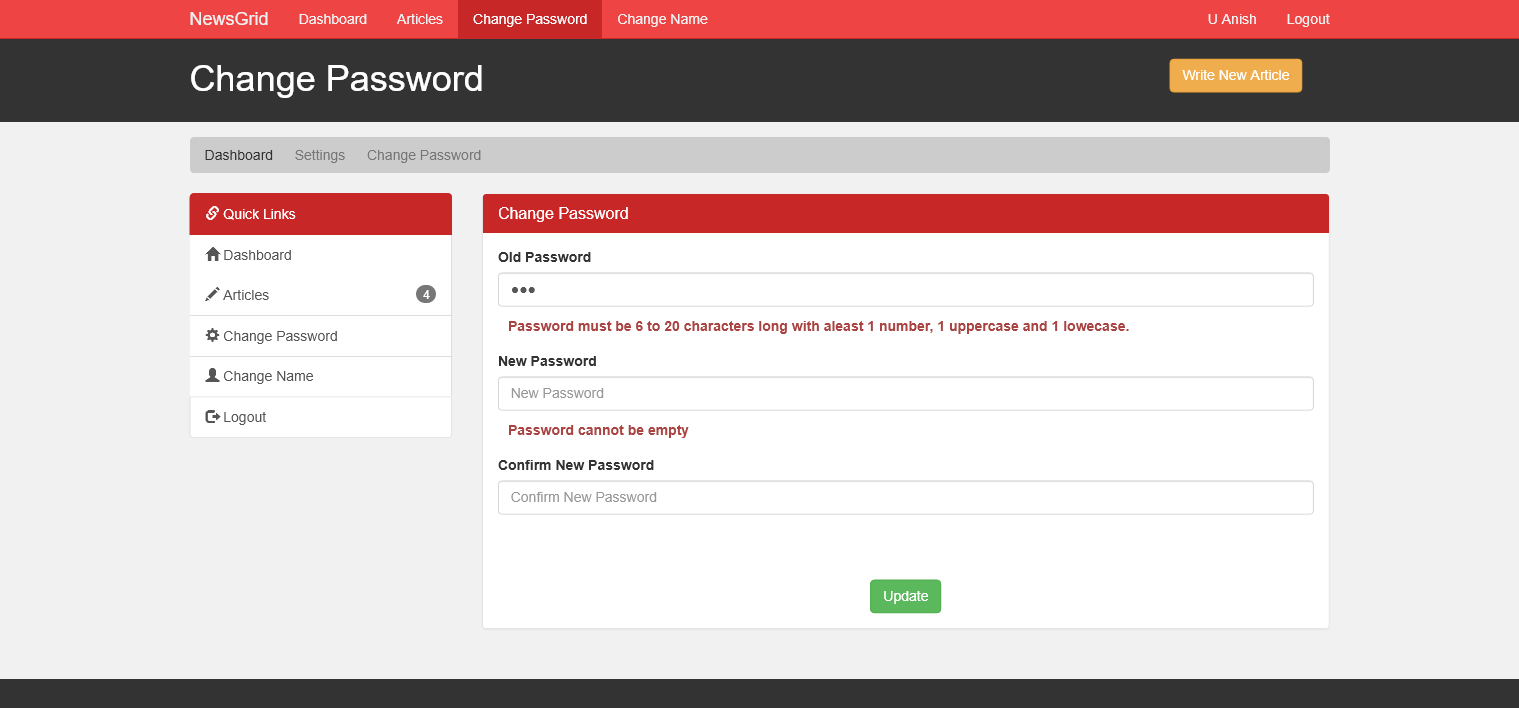 NewsGrid Dashboard Articles Change Password Change Name U Anish Logout
Change Password
Write New Article
Dashboard Settings Change Password
Quick Links
Dashboard
Articles 4
Change Password
Change Name
Logout
Change Password
Old Password
•••
Password must be 6 to 20 characters long with aleast 1 number, 1 uppercase and 1 lowecase.
New Password
New Password
Password cannot be empty
Confirm New Password
Confirm New Password
Update